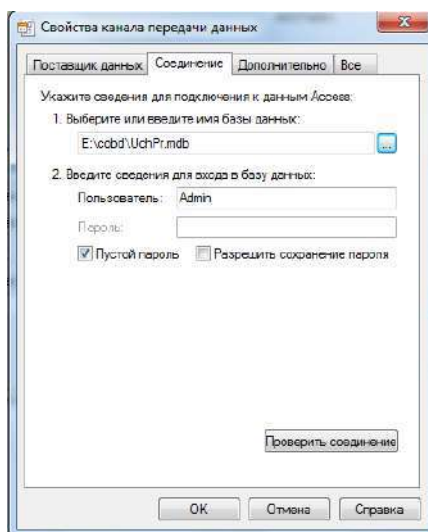 Свойства канала передачи данных
Поставщик данных Соединение Дополнительно Все
Укажите сведения для подключения к данным Access:
1. Выберите или введите имя базы данных:
E:\ccbd\UchPr.mdb ...
2. Введите сведения для входа в базу данных:
Пользователь: Admin
Пароль:
Пустой пароль Разрешить сохранение пароля
Проверить соединение
OK Отмена Справка